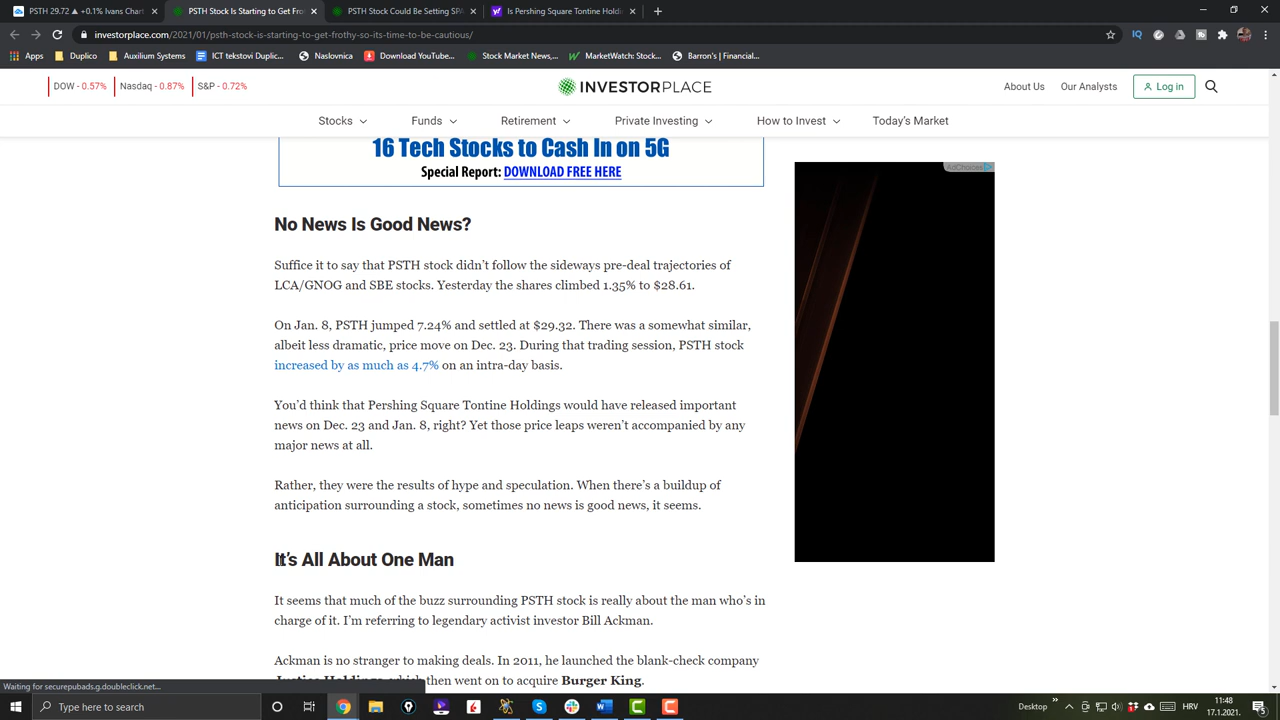 PSTH 29.72 ▲ +0.1% Ivans Chart
PSTH Stock Is Starting to Get Fro
PSTH Stock Could Be Setting SPA
Is Pershing Square Tontine Holdin
investorplace.com/2021/01/psth-stock-is-starting-to-get-frothy-so-its-time-to-be-cautious/
Apps
Duplico
Auxilium Systems
ICT tekstovi Duplic...
Naslovnica
Download YouTube...
Stock Market News,...
MarketWatch: Stock...
Barron's | Financial...
DOW - 0.57%
Nasdaq - 0.87%
S&P - 0.72%
INVESTORPLACE
About Us
Our Analysts
Log in
Stocks
Funds
Retirement
Private Investing
How to Invest
Today's Market
16 Tech Stocks to Cash In on 5G
Special Report: DOWNLOAD FREE HERE
AdChoices
No News Is Good News?
Suffice it to say that PSTH stock didn't follow the sideways pre-deal trajectories of
LCA/GNOG and SBE stocks. Yesterday the shares climbed 1.35% to $28.61.
On Jan. 8, PSTH jumped 7.24% and settled at $29.32. There was a somewhat similar,
albeit less dramatic, price move on Dec. 23. During that trading session, PSTH stock
increased by as much as 4.7% on an intra-day basis.
You'd think that Pershing Square Tontine Holdings would have released important
news on Dec. 23 and Jan. 8, right? Yet those price leaps weren't accompanied by any
major news at all.
Rather, they were the results of hype and speculation. When there's a buildup of
anticipation surrounding a stock, sometimes no news is good news, it seems.
It's All About One Man
It seems that much of the buzz surrounding PSTH stock is really about the man who's in
charge of it. I'm referring to legendary activist investor Bill Ackman.
Ackman is no stranger to making deals. In 2011, he launched the blank-check company
Justice Holdings, which then went on to acquire Burger King.
Waiting for securepubads.g.doubleclick.net...
Type here to search
Desktop
HRV
11:48
17.1.2021.